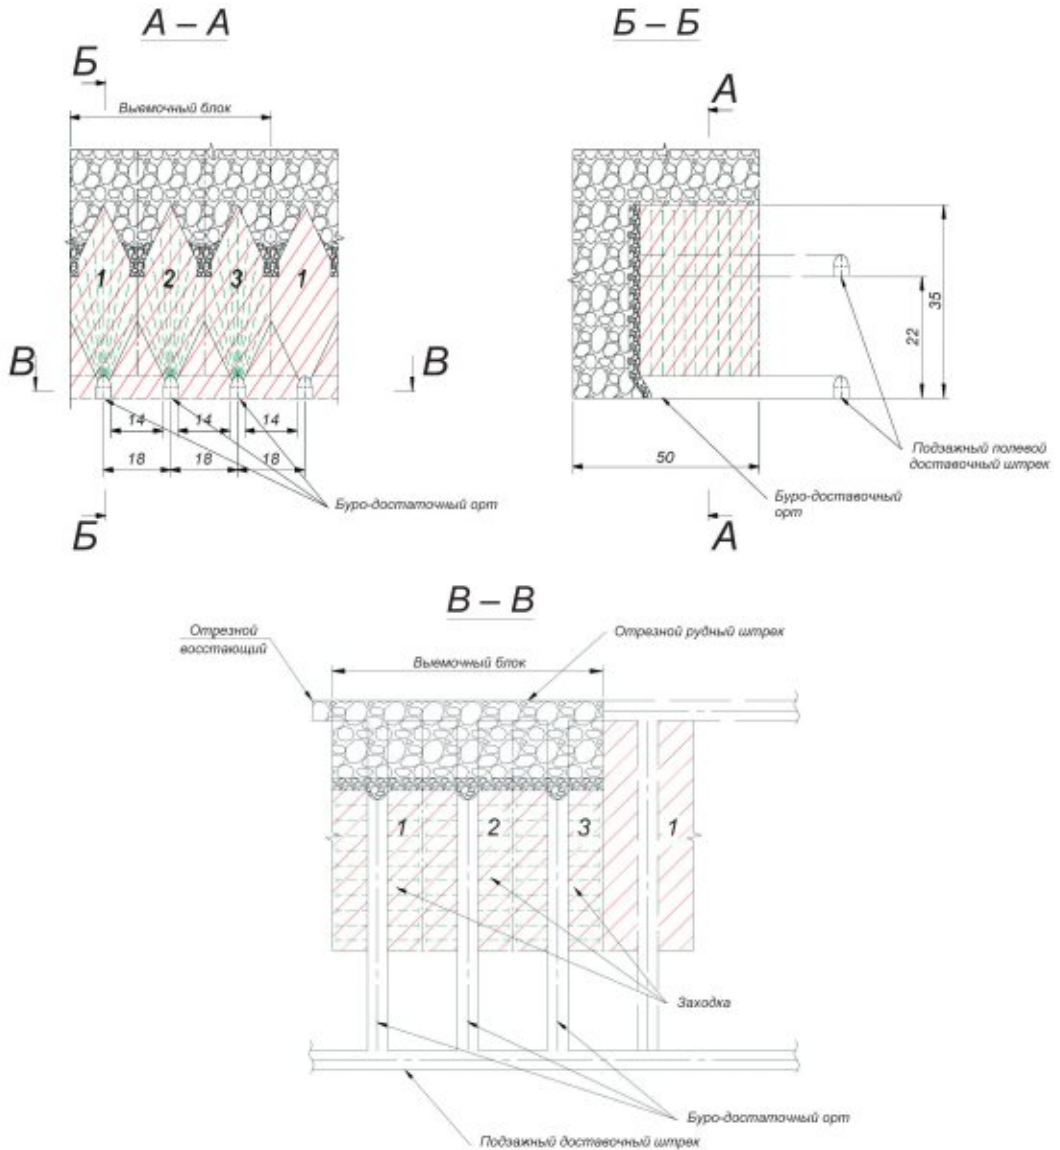 А – А
Б – Б
Б
А
Выемочный блок
1
2
3
1
В
В
22
35
14
14
14
18
18
18
50
Подзажный полевой
доставочный штрек
Буро-достаточный орт
Буро-доставочный
орт
Б
А
В – В
Отрезной
восстающий
Отрезной рудный штрек
Выемочный блок
1
2
3
1
Заходка
Буро-достаточный орт
Подзажный доставочный штрек